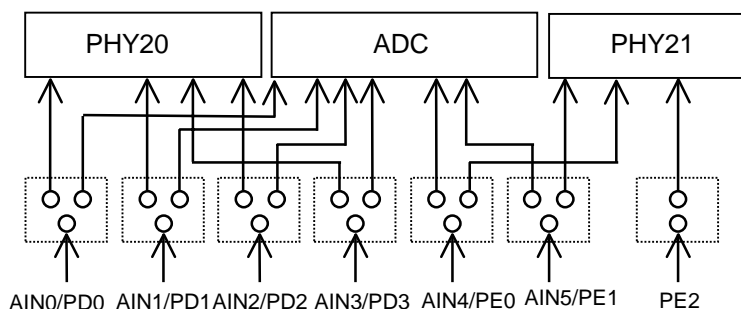 PHY20 ADC PHY21
AIN0/PD0 AIN1/PD1 AIN2/PD2 AIN3/PD3 AIN4/PE0 AIN5/PE1 PE2